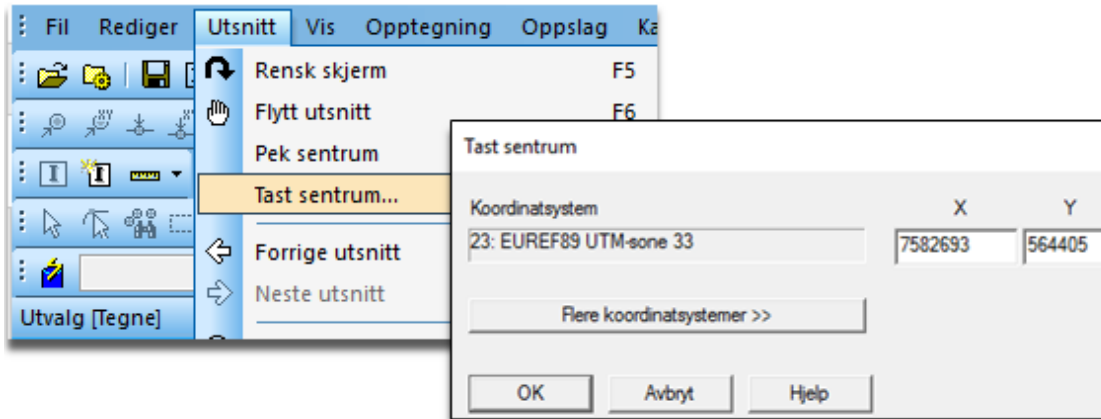 Fil Rediger Utsnitt Vis Opptegning Oppslag
Rensk skjerm F5
Flytt utsnitt F6
Pek sentrum
Tast sentrum...
Forrige utsnitt
Neste utsnitt
Utvalg [Tegne]
Tast sentrum
Koordinatsystem X Y
23: EUREF89 UTM-sone 33 7582693 564405
Flere koordinatsystemer >>
OK Avbryt Hjelp